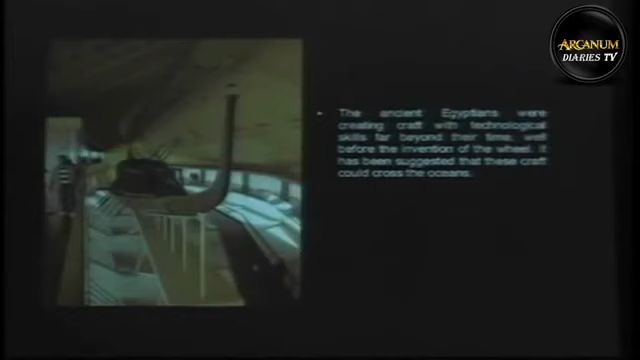 ARCANUM
DIARIES TV
The ancient Egyptians were
creating craft with technological
skills far beyond their time, well
before the invention of the wheel. It
has been suggested that these craft
could cross the oceans.